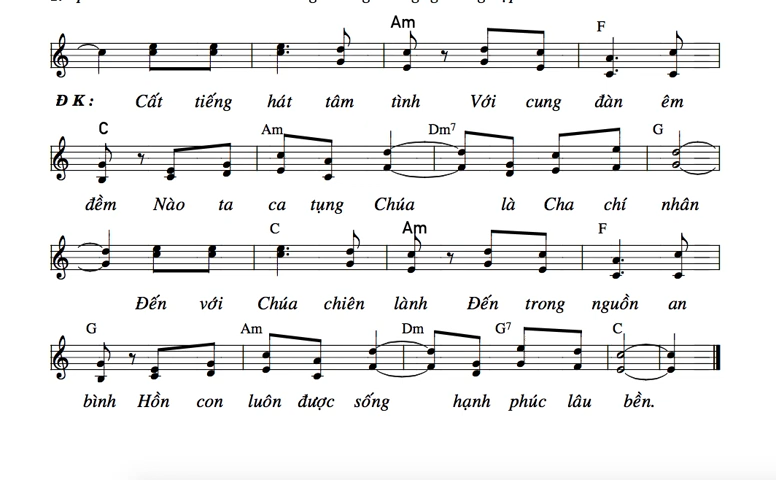 Am F
Đ K : Cất tiếng hát tâm tình Với cung đàn êm
C Am Dm7 G
đềm Nào ta ca tụng Chúa là Cha chí nhân
C Am F
Đến với Chúa chiên lành Đến trong nguồn an
G Am Dm G7 C
bình Hồn con luôn được sống hạnh phúc lâu bền.